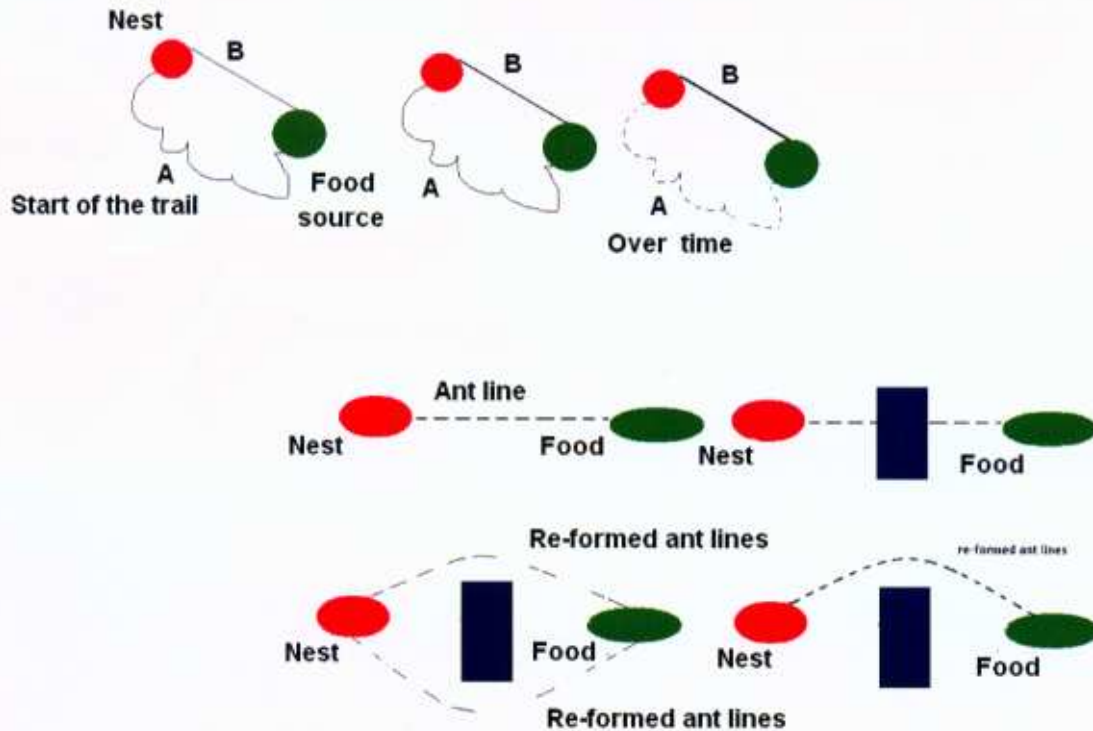 Nest
B
A
Start of the trail
Food
source
B
A
B
A
Over time
Ant line
Nest
Food
Nest
Food
Re-formed ant lines
re-formed ant lines
Nest
Food
Nest
Food
Re-formed ant lines